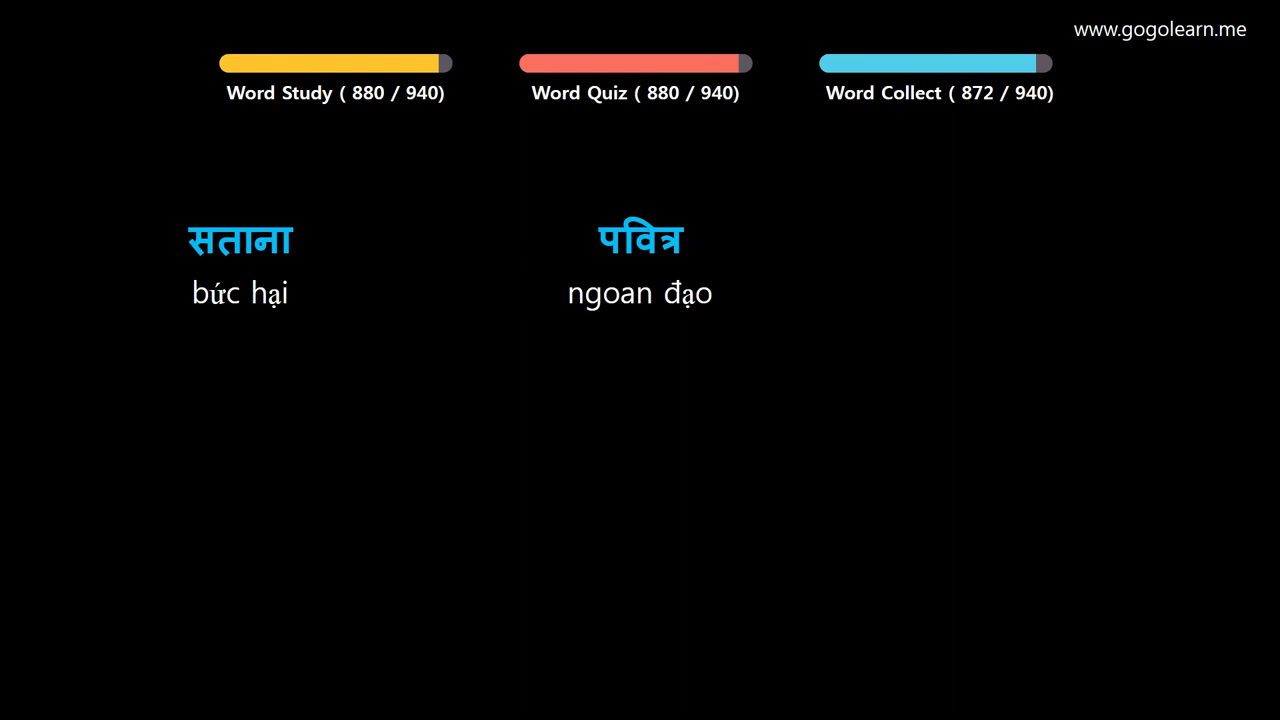 www.gogolearn.me
Word Study ( 880 / 940)
Word Quiz ( 880 / 940)
Word Collect ( 872 / 940)
सताना
bức hại
पवित्र
ngoan đạo